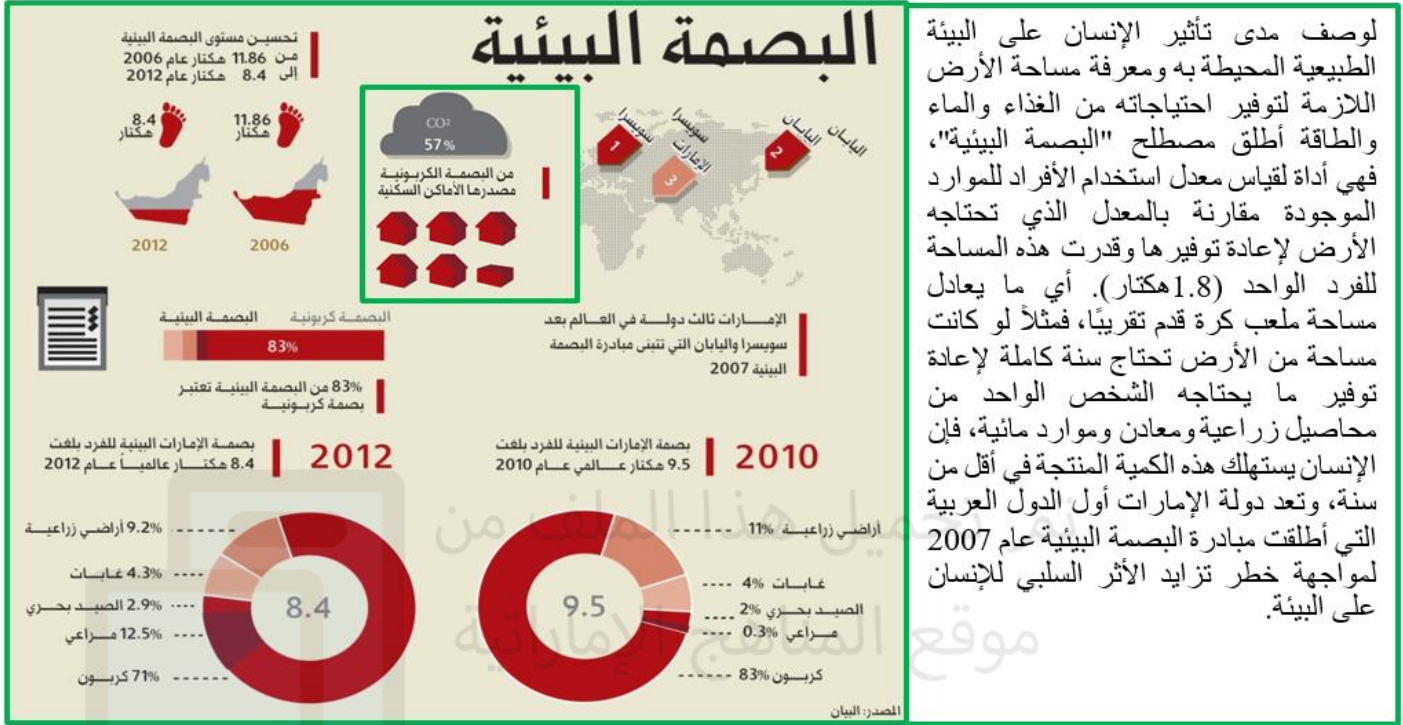 لوصف مدى تأثير الإنسان على البيئة
الطبيعية المحيطة به ومعرفة مساحة الأرض
اللازمة لتوفير احتياجاته من الغذاء والماء
والطاقة أطلق مصطلح "البصمة البيئية"،
فهي أداة لقياس معدل استخدام الأفراد للموارد
الموجودة مقارنة بالمعدل الذي تحتاجه
الأرض لإعادة توفيرها وقدرت هذه المساحة
للفرد الواحد (1.8هكتار). أي ما يعادل
مساحة ملعب كرة قدم تقريبًا، فمثلاً لو كانت
مساحة من الأرض تحتاج سنة كاملة لإعادة
توفير ما يحتاجه الشخص الواحد من
محاصيل زراعية ومعادن وموارد مائية، فإن
الإنسان يستهلك هذه الكمية المنتجة في أقل من
سنة، وتعد دولة الإمارات أول الدول العربية
التي أطلقت مبادرة البصمة البيئية عام 2007
لمواجهة خطر تزايد الأثر السلبي للإنسان
على البيئة.
البصمة البيئية
اليابان
اليابان
2
سويسرا
سويسرا
1
الإمارات
3
CO2
57%
من البصمة الكربونية
مصدرها الأماكن السكنية
تحسين مستوى البصمة البيئية
من 11.86 هكتار عام 2006
إلى 8.4 هكتار عام 2012
11.86
هكتار
8.4
هكتار
2006
2012
الإمارات ثالث دولة في العالم بعد
سويسرا واليابان التي تتبنى مبادرة البصمة
البيئية 2007
البصمة كربونية
البصمة البيئية
83%
83% من البصمة البيئية تعتبر
بصمة كربونية
2010
بصمة الإمارات البيئية للفرد بلغت
9.5 هكتار عالمي عام 2010
أراضي زراعية 11%
غابات 4%
الصيد بحري 2%
مراعي 0.3%
كربون 83%
9.5
2012
بصمة الإمارات البيئية للفرد بلغت
8.4 هكتار عالمياً عام 2012
9.2% أراضي زراعية
4.3% غابات
2.9% الصيد بحري
12.5% مراعي
71% كربون
8.4
المصدر: البيان
تم تحميل هذا الملف من
موقع المناهج الإماراتية